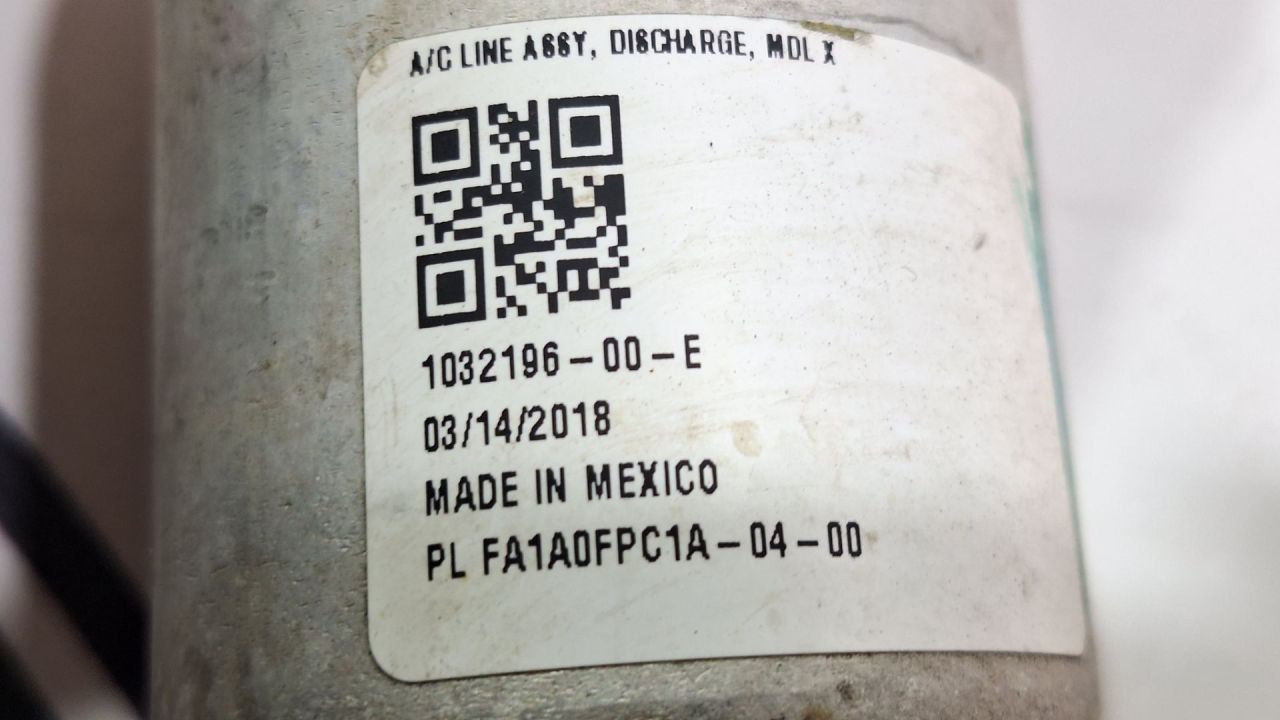 A/C LINE ASSY, DISCHARGE, MDL X
1032196-00-E
03/14/2018
MADE IN MEXICO
PL FA1A0FPC1A-04-00